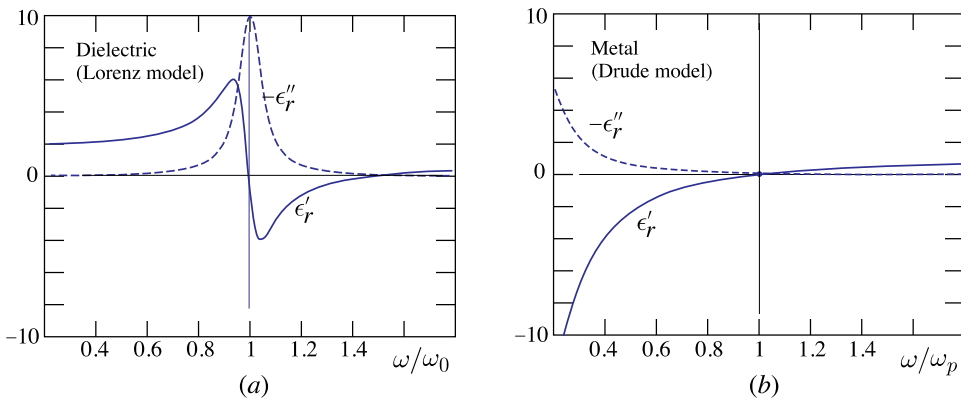 10
Dielectric
(Lorenz model)
−ϵ″r
0
ϵ′r
−10
0.4 0.6 0.8 1 1.2 1.4 ω/ω0
(a)
10
Metal
(Drude model)
−ϵ″r
0
ϵ′r
−10
0.4 0.6 0.8 1 1.2 1.4 ω/ωp
(b)